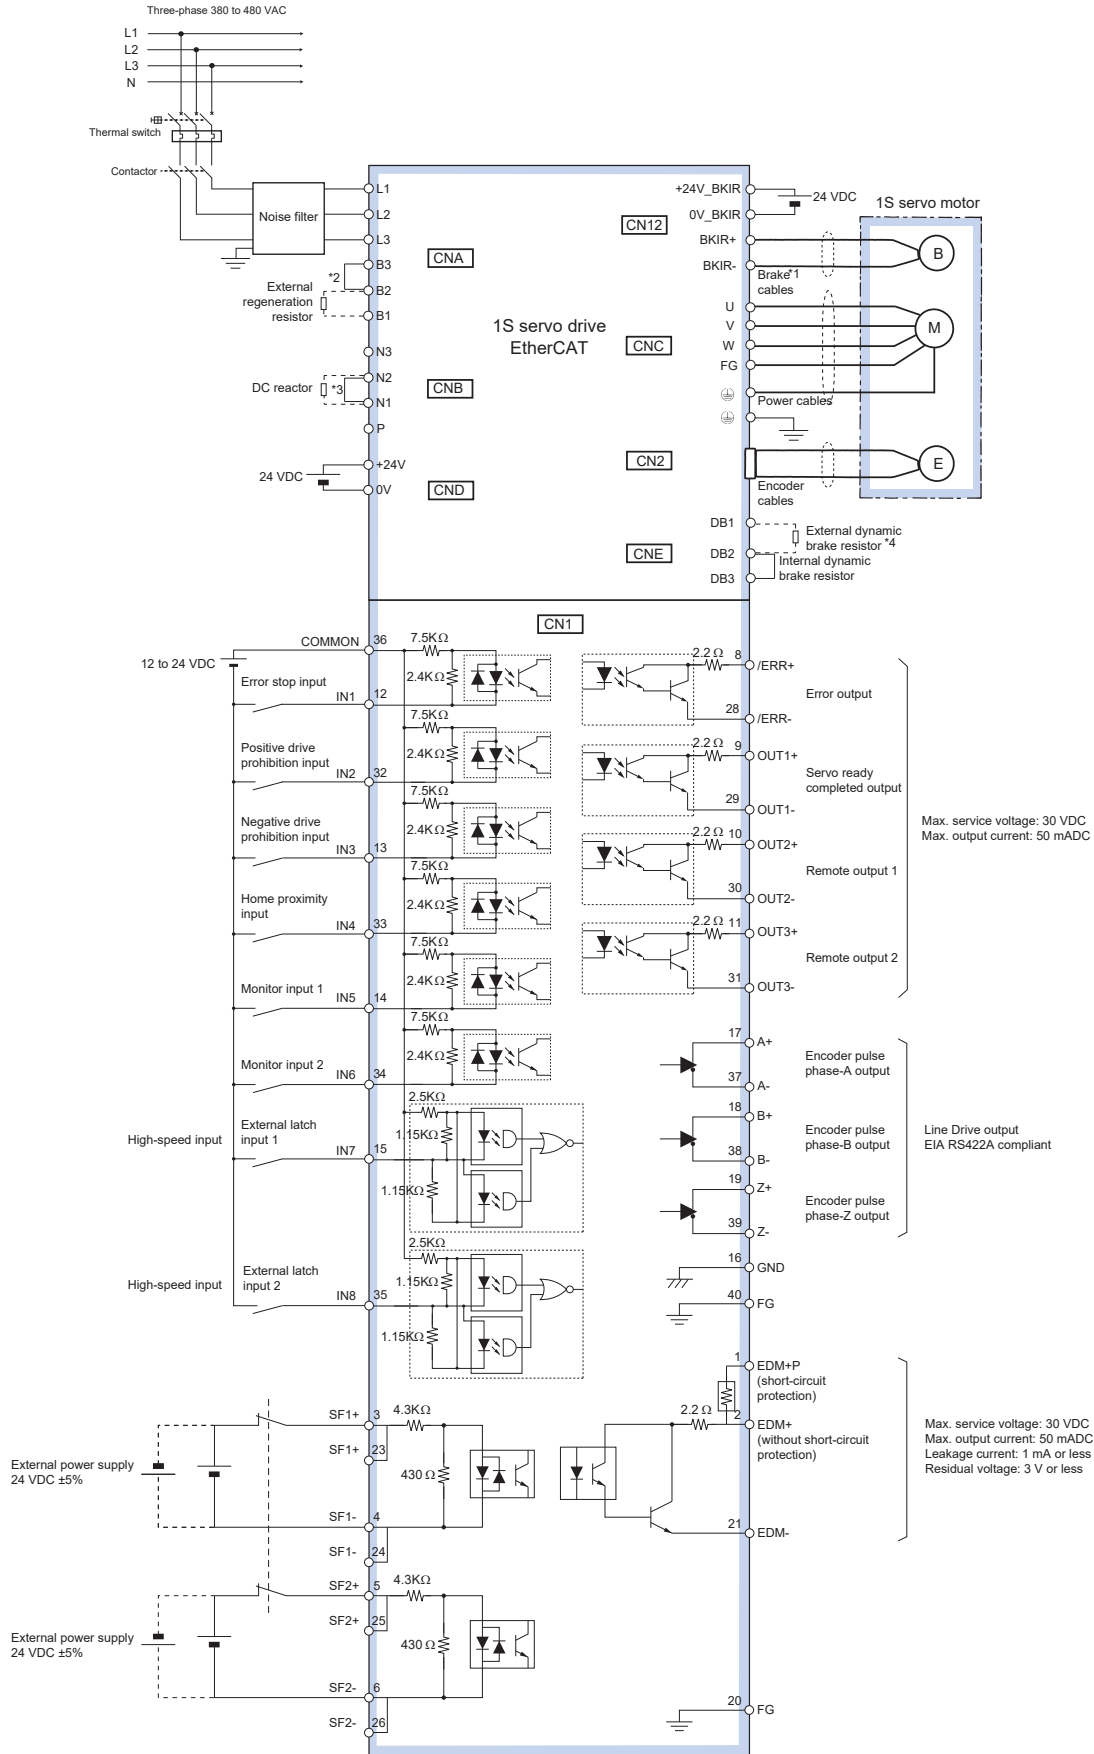 Three-phase 380 to 480 VAC
L1
L2
L3
N
Thermal switch
Contactor
Noise filter
L1
L2
L3
B3
*2
B2
External
regeneration
resistor
B1
N3
DC reactor
*3
N2
N1
P
24 VDC
+24V
0V
CNA
CNB
CND
1S servo drive
EtherCAT
CN12
CNC
CN2
CNE
+24V_BKIR
24 VDC
0V_BKIR
BKIR+
BKIR-
Brake*1
cables
1S servo motor
B
U
V
W
FG
M
Power cables
E
Encoder
cables
DB1
External dynamic
brake resistor *4
DB2
Internal dynamic
brake resistor
DB3
CN1
COMMON
36
7.5KΩ
12 to 24 VDC
2.4KΩ
Error stop input
IN1
12
7.5KΩ
2.4KΩ
Positive drive
prohibition input
IN2
32
7.5KΩ
2.4KΩ
Negative drive
prohibition input
IN3
13
7.5KΩ
2.4KΩ
Home proximity
input
IN4
33
7.5KΩ
2.4KΩ
Monitor input 1
IN5
14
7.5KΩ
2.4KΩ
Monitor input 2
IN6
34
2.5KΩ
1.15KΩ
High-speed input
External latch
input 1
IN7
15
1.15KΩ
2.5KΩ
1.15KΩ
High-speed input
External latch
input 2
IN8
35
1.15KΩ
2.2 Ω
8
/ERR+
Error output
28
/ERR-
2.2 Ω
9
OUT1+
Servo ready
completed output
29
OUT1-
2.2 Ω
10
OUT2+
Remote output 1
30
OUT2-
2.2 Ω
11
OUT3+
Remote output 2
31
OUT3-
Max. service voltage: 30 VDC
Max. output current: 50 mADC
17
A+
Encoder pulse
phase-A output
37
A-
18
B+
Encoder pulse
phase-B output
38
B-
19
Z+
Encoder pulse
phase-Z output
39
Z-
Line Drive output
EIA RS422A compliant
16
GND
40
FG
1
EDM+P
(short-circuit
protection)
2.2 Ω
2
EDM+
(without short-circuit
protection)
21
EDM-
Max. service voltage: 30 VDC
Max. output current: 50 mADC
Leakage current: 1 mA or less
Residual voltage: 3 V or less
SF1+
3
4.3KΩ
SF1+
23
External power supply
24 VDC ±5%
430 Ω
SF1-
4
SF1-
24
SF2+
5
4.3KΩ
SF2+
25
External power supply
24 VDC ±5%
430 Ω
SF2-
6
SF2-
26
20
FG